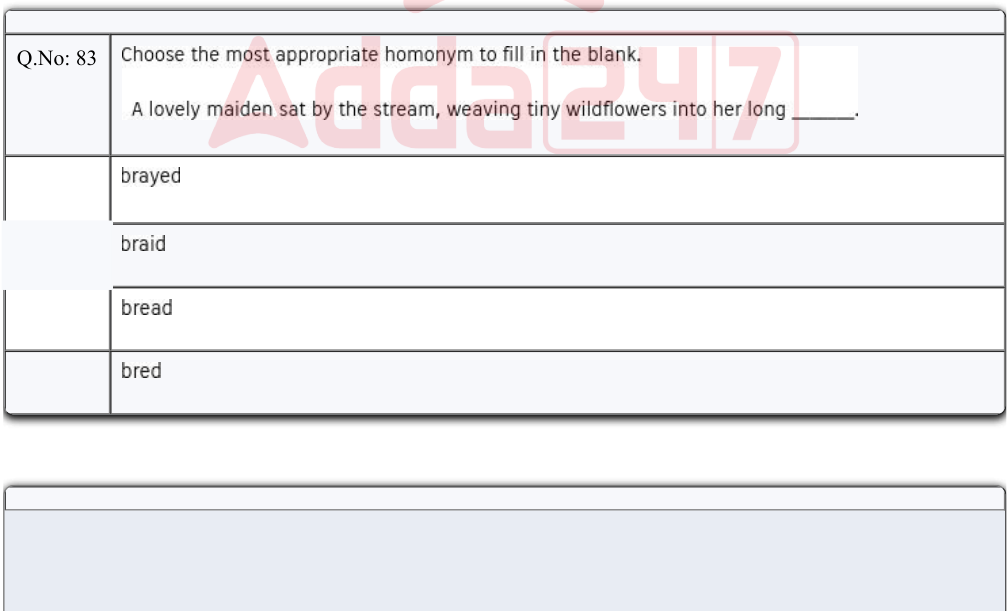 Q.No: 83
Choose the most appropriate homonym to fill in the blank.
A lovely maiden sat by the stream, weaving tiny wildflowers into her long ______.
Adda247
brayed
braid
bread
bred